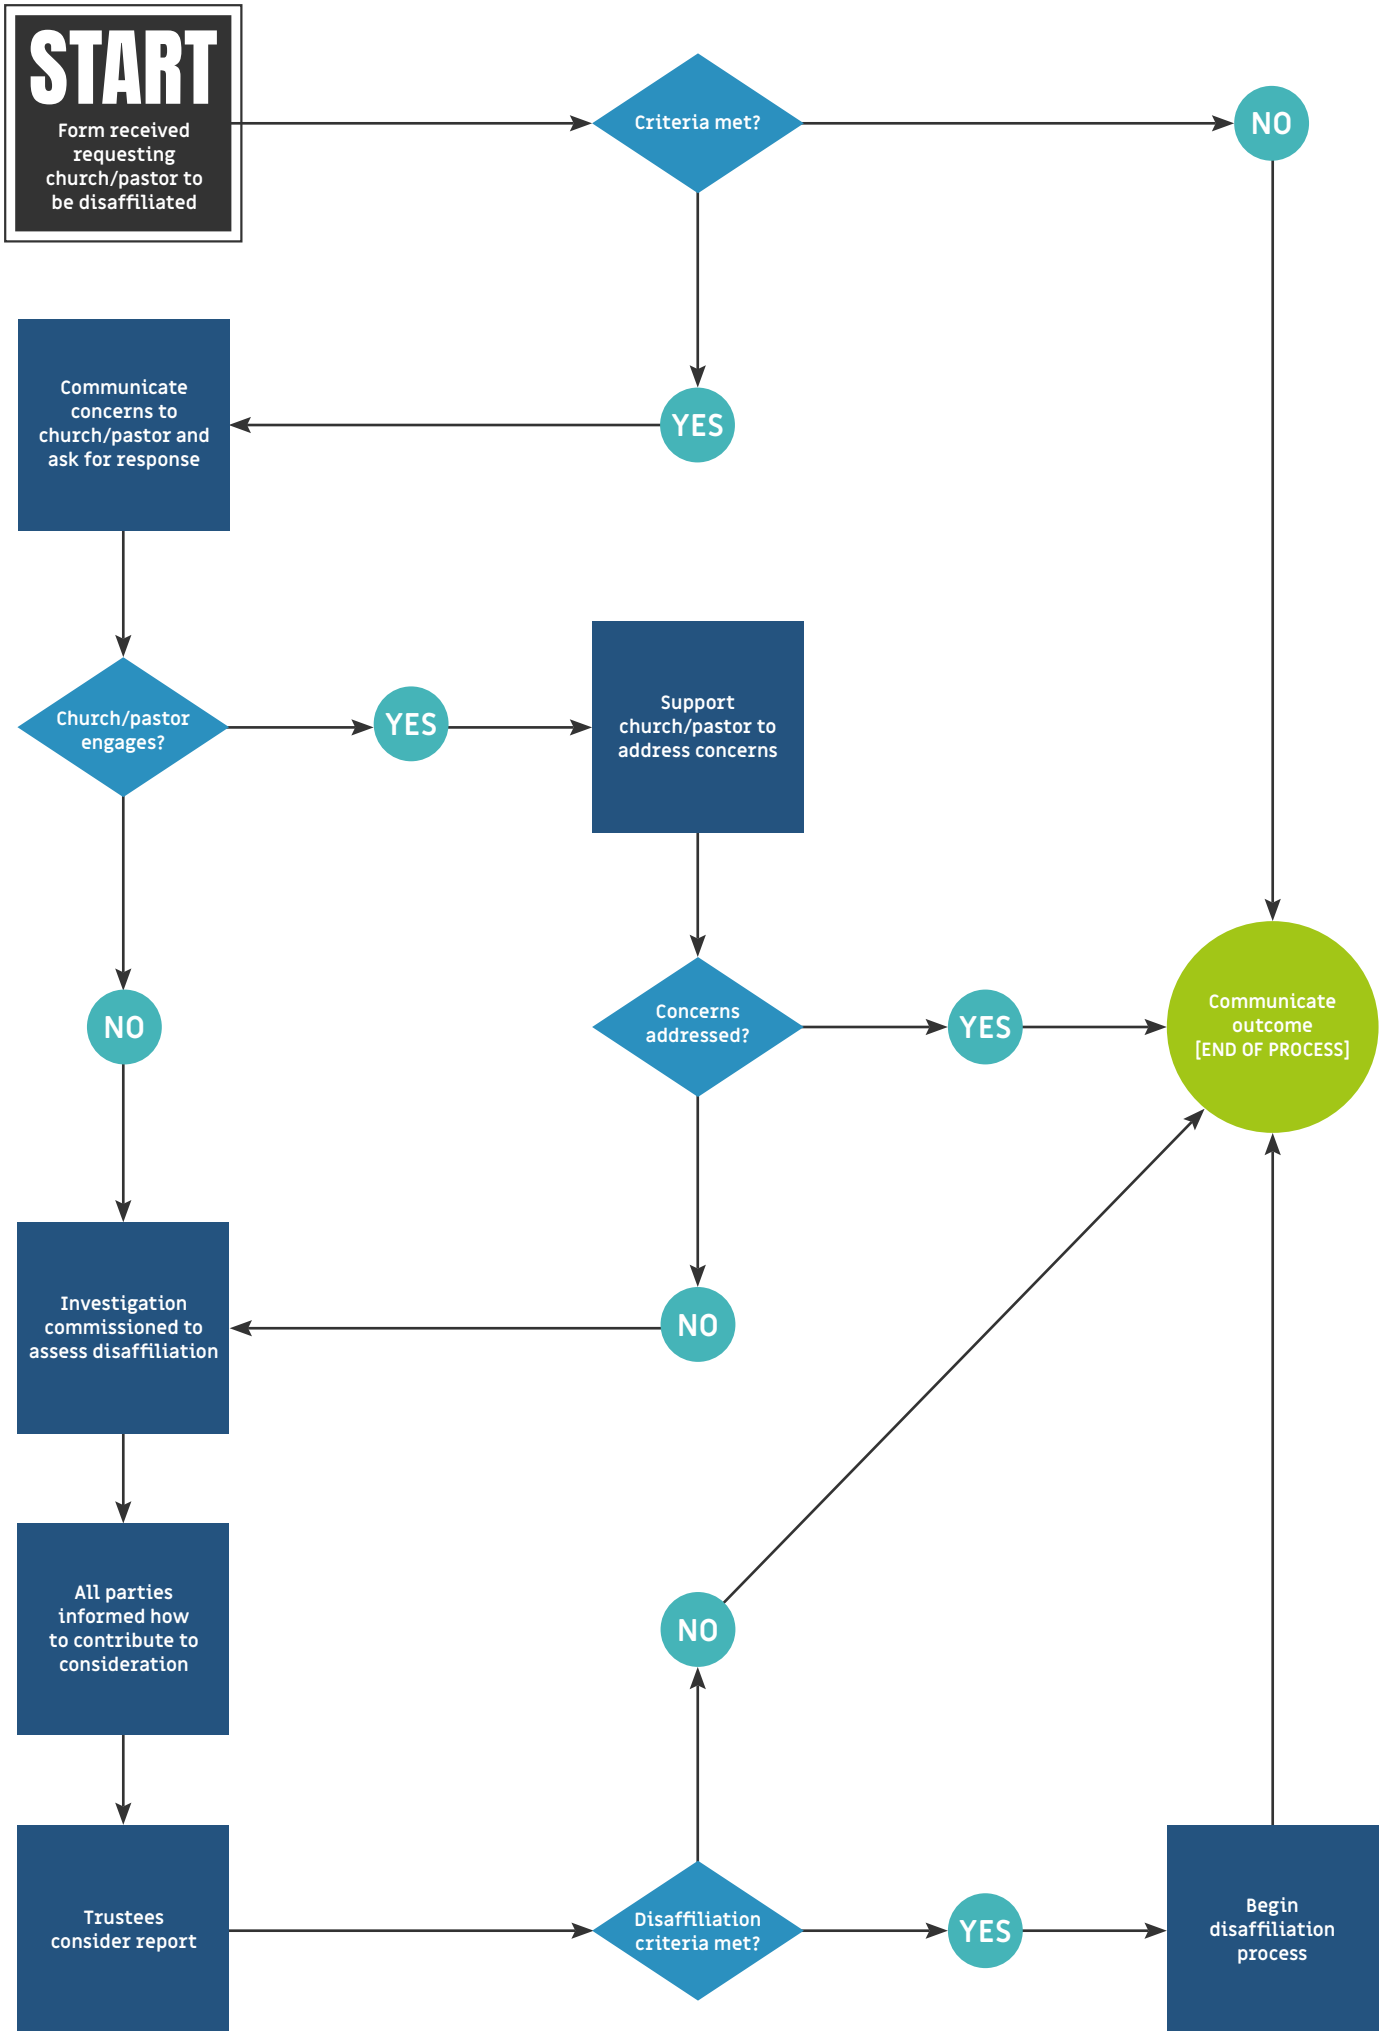 START
Form received
requesting
church/pastor to
be disaffiliated
Criteria met?
NO
Communicate
concerns to
church/pastor and
ask for response
YES
Church/pastor
engages?
YES
Support
church/pastor to
address concerns
NO
Concerns
addressed?
YES
Communicate
outcome
[END OF PROCESS]
Investigation
commissioned to
assess disaffiliation
NO
All parties
informed how
to contribute to
consideration
NO
Trustees
consider report
Disaffiliation
criteria met?
YES
Begin
disaffiliation
process